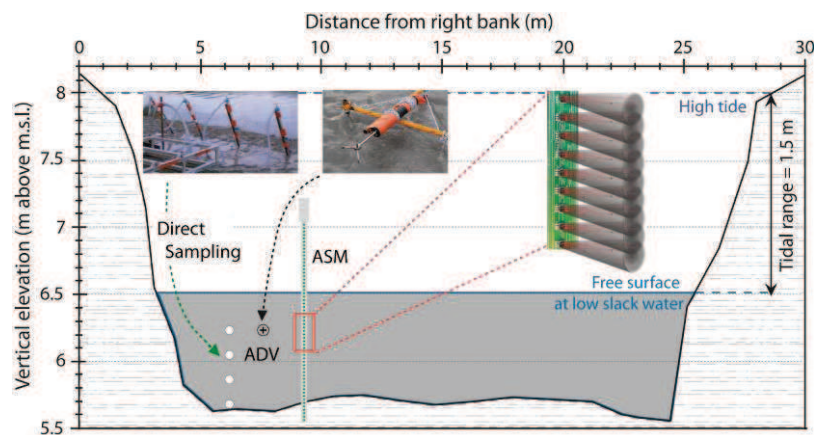 Distance from right bank (m)
0 5 10 15 20 25 30
Vertical elevation (m above m.s.l.)
8
7.5
7
6.5
6
5.5
High tide
Tidal range = 1.5 m
Direct
Sampling
ASM
ADV
Free surface
at low slack water